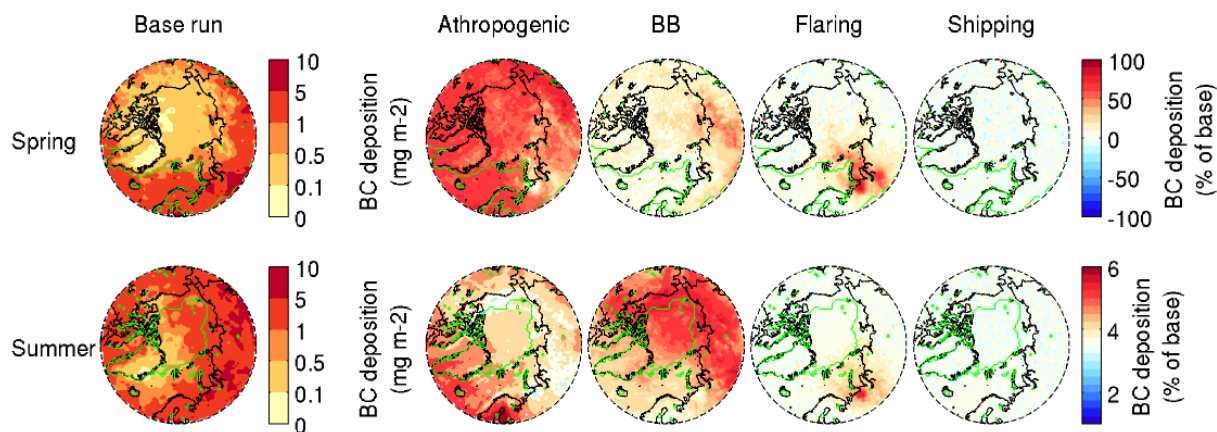 Base run
Athropogenic
BB
Flaring
Shipping
Spring
10
5
1
0.5
0.1
0
BC deposition
(mg m-2)
100
50
0
-50
-100
BC deposition
(% of base)
Summer
10
5
1
0.5
0.1
0
BC deposition
(mg m-2)
6
5
4
3
2
BC deposition
(% of base)